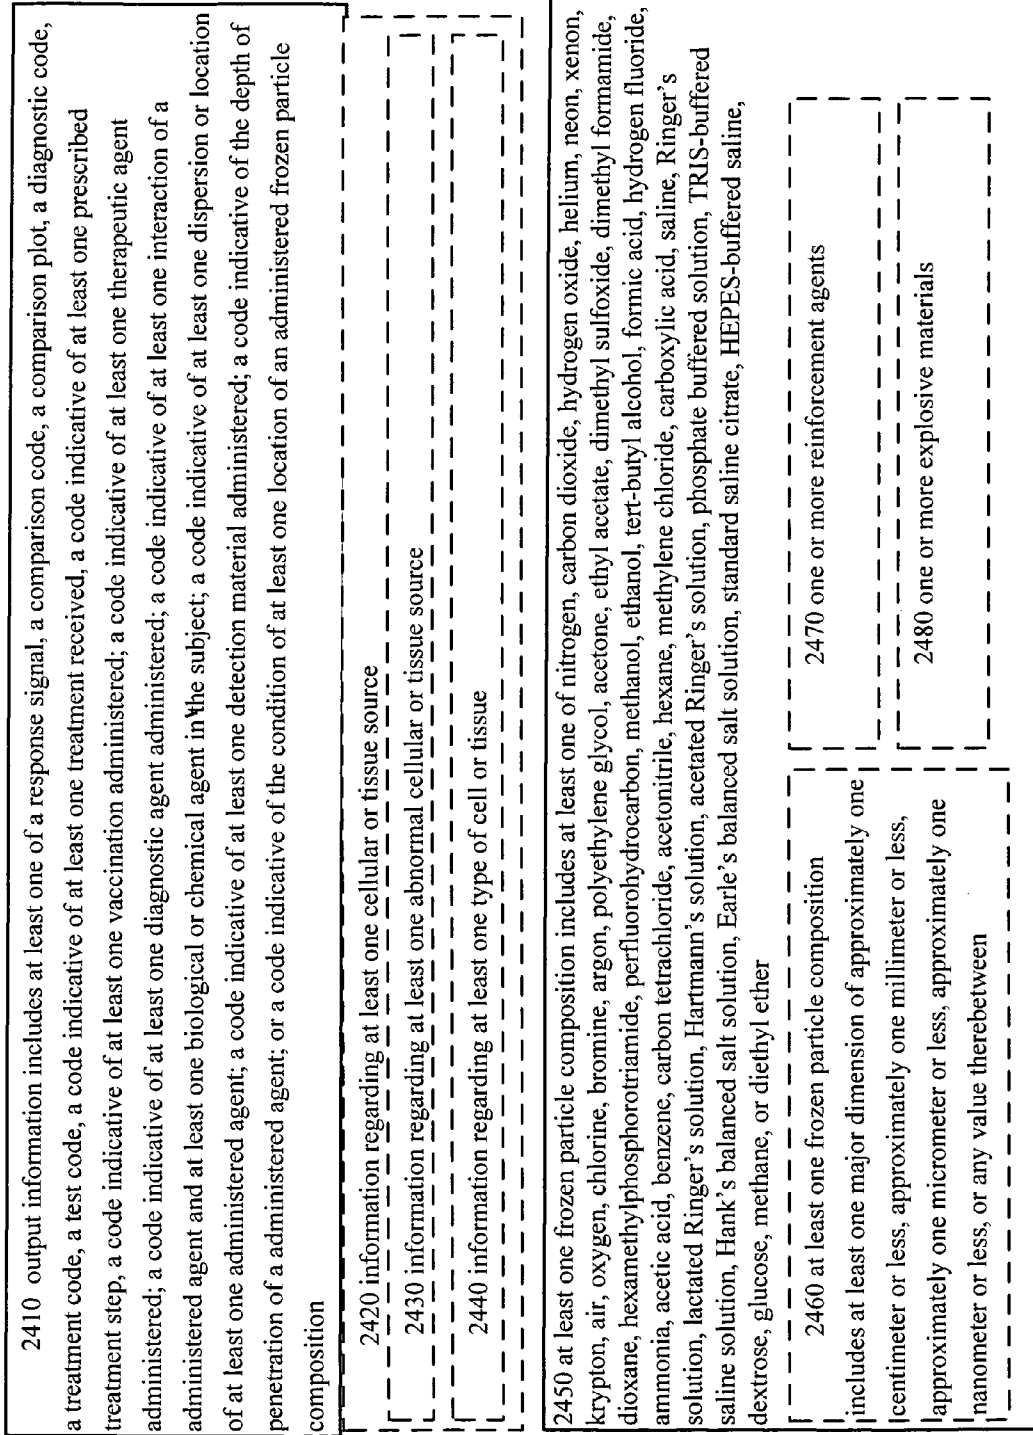 2410 output information includes at least one of a response signal, a comparison code, a comparison plot, a diagnostic code,
a treatment code, a test code, a code indicative of at least one treatment received, a code indicative of at least one prescribed
treatment step, a code indicative of at least one vaccination administered; a code indicative of at least one therapeutic agent
administered; a code indicative of at least one diagnostic agent administered; a code indicative of at least one interaction of a
administered agent and at least one biological or chemical agent in the subject; a code indicative of at least one dispersion or location
of at least one administered agent; a code indicative of at least one detection material administered; a code indicative of the depth of
penetration of a administered agent; or a code indicative of the condition of at least one location of an administered frozen particle
composition
2420 information regarding at least one cellular or tissue source
2430 information regarding at least one abnormal cellular or tissue source
2440 information regarding at least one type of cell or tissue
2450 at least one frozen particle composition includes at least one of nitrogen, carbon dioxide, hydrogen oxide, helium, neon, xenon,
krypton, air, oxygen, chlorine, bromine, argon, polyethylene glycol, acetone, ethyl acetate, dimethyl sulfoxide, dimethyl formamide,
dioxane, hexamethylphosphorotriamide, perfluorohydrocarbon, methanol, ethanol, tert-butyl alcohol, formic acid, hydrogen fluoride,
ammonia, acetic acid, benzene, carbon tetrachloride, acetonitrile, hexane, methylene chloride, carboxylic acid, saline, Ringer's
solution, lactated Ringer's solution, Hartmann's solution, acetated Ringer's solution, phosphate buffered solution, TRIS-buffered
saline solution, Hank's balanced salt solution, Earle's balanced salt solution, standard saline citrate, HEPES-buffered saline,
dextrose, glucose, methane, or diethyl ether
2460 at least one frozen particle composition
includes at least one major dimension of approximately one
centimeter or less, approximately one millimeter or less,
approximately one micrometer or less, approximately one
nanometer or less, or any value therebetween
2470 one or more reinforcement agents
2480 one or more explosive materials